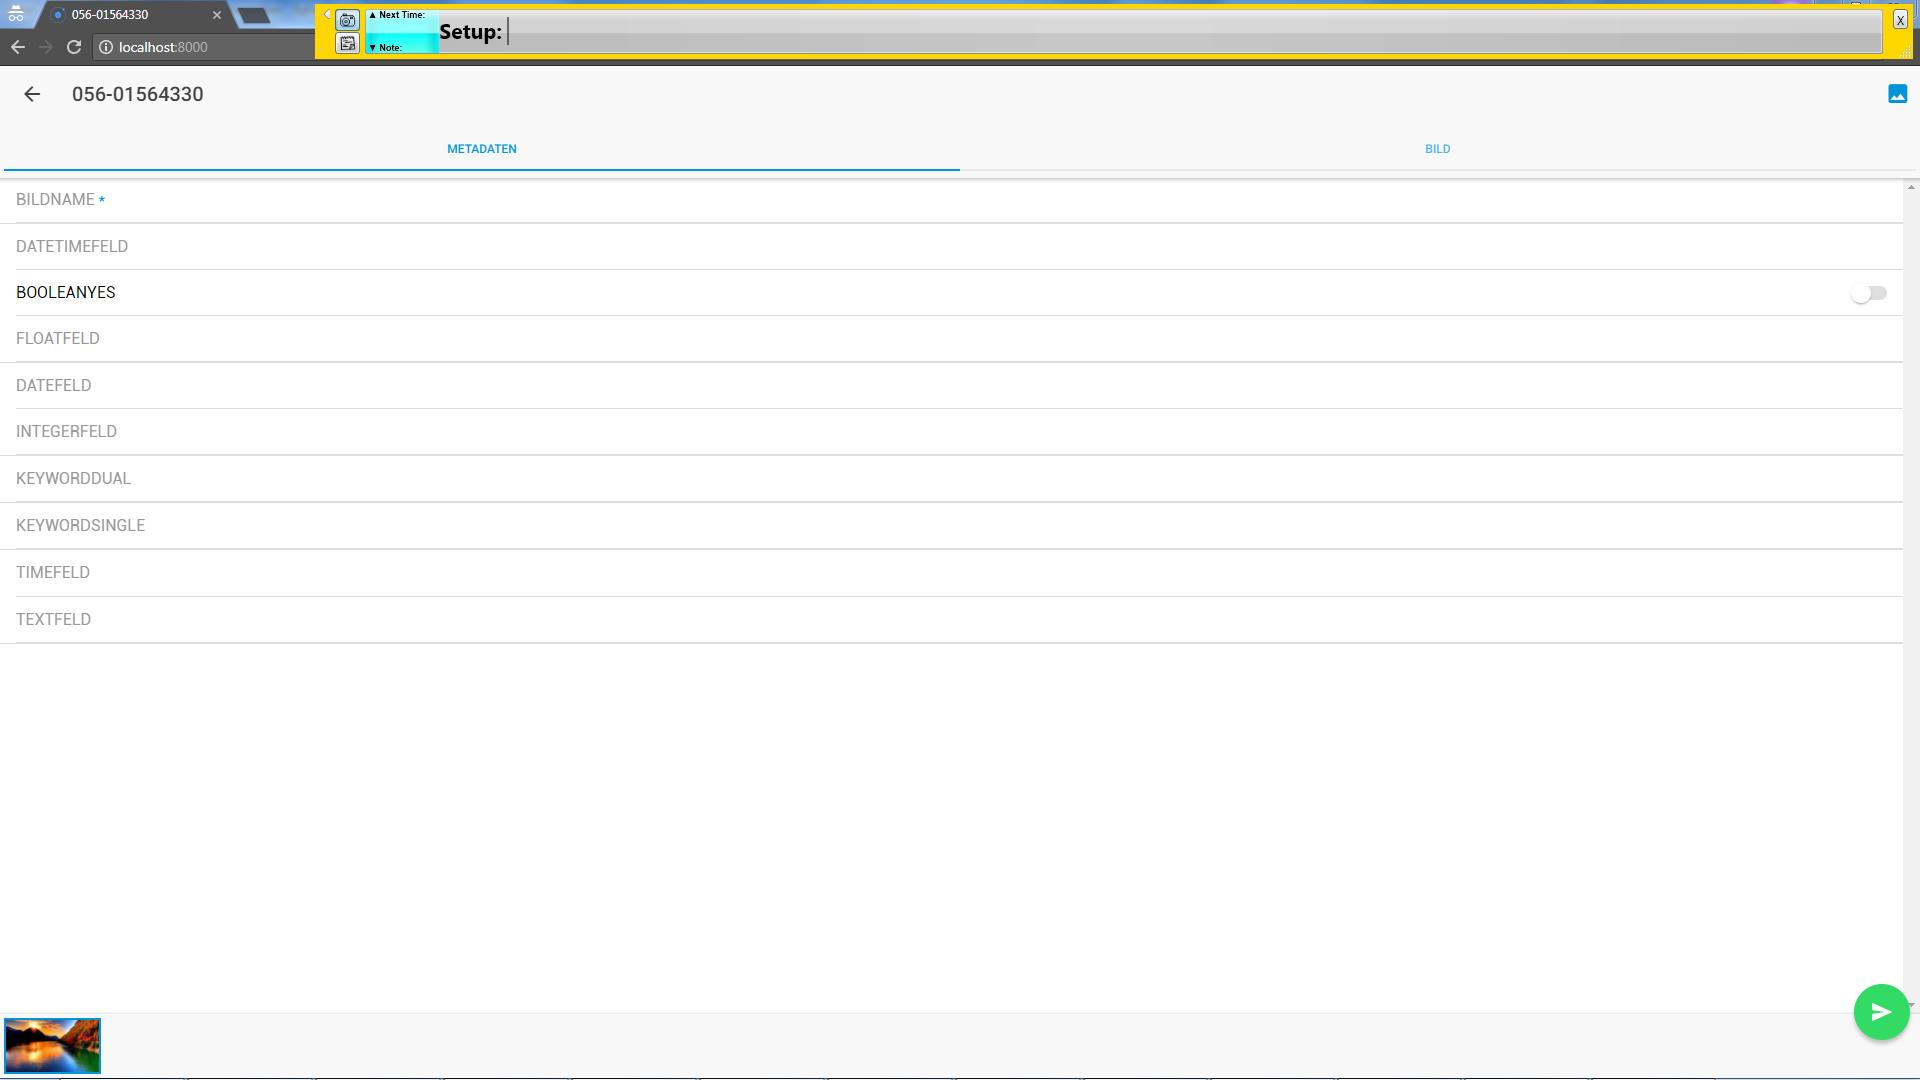 056-01564330
▲ Next Time:
Setup:
X
▼ Note:
localhost:8000
056-01564330
METADATEN
BILD
BILDNAME *
DATETIMEFELD
BOOLEANYES
FLOATFELD
DATEFELD
INTEGERFELD
KEYWORDDUAL
KEYWORDSINGLE
TIMEFELD
TEXTFELD